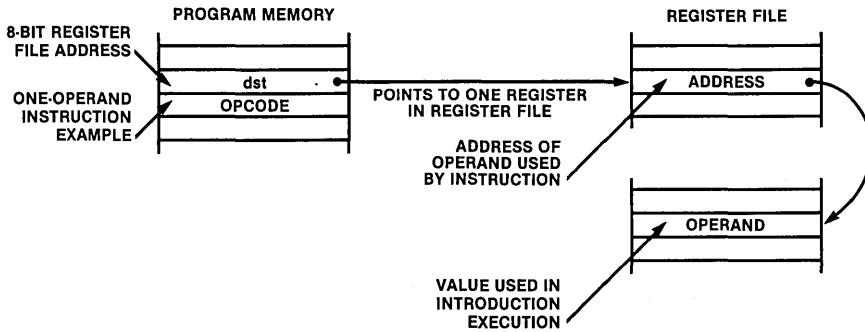 PROGRAM MEMORY
REGISTER FILE
8-BIT REGISTER
FILE ADDRESS
dst
ADDRESS
POINTS TO ONE REGISTER
IN REGISTER FILE
ONE-OPERAND
INSTRUCTION
EXAMPLE
OPCODE
ADDRESS OF
OPERAND USED
BY INSTRUCTION
OPERAND
VALUE USED IN
INTRODUCTION
EXECUTION